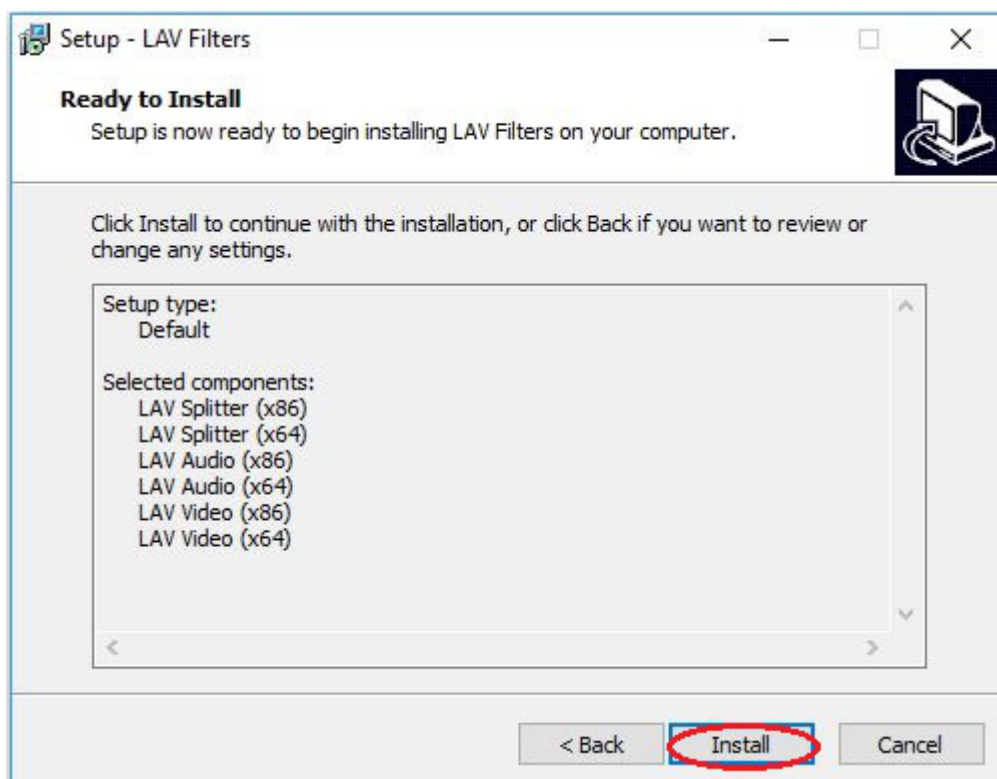 Setup - LAV Filters
Ready to Install
Setup is now ready to begin installing LAV Filters on your computer.
Click Install to continue with the installation, or click Back if you want to review or
change any settings.
Setup type:
Default
Selected components:
LAV Splitter (x86)
LAV Splitter (x64)
LAV Audio (x86)
LAV Audio (x64)
LAV Video (x86)
LAV Video (x64)
< Back Install Cancel